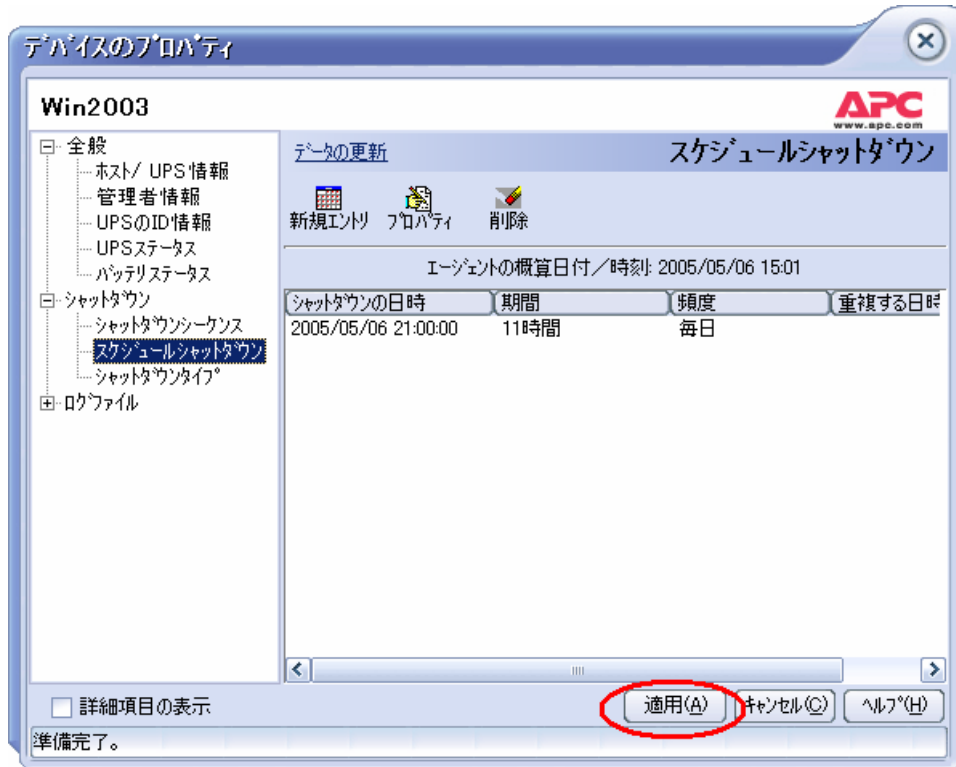 デバイスのプロパティ
Win2003
APC
www.apc.com
全般
ホスト/ UPS情報
管理者情報
UPSのID情報
UPSステータス
バッテリステータス
シャットダウン
シャットダウンシーケンス
スケジュールシャットダウン
シャットダウンタイプ
ログファイル
データの更新
スケジュールシャットダウン
新規エントリ プロパティ 削除
エージェントの概算日付/時刻: 2005/05/06 15:01
シャットダウンの日時 期間 頻度 重複する日時
2005/05/06 21:00:00 11時間 毎日
詳細項目の表示
適用(A) キャンセル(C) ヘルプ(H)
準備完了。